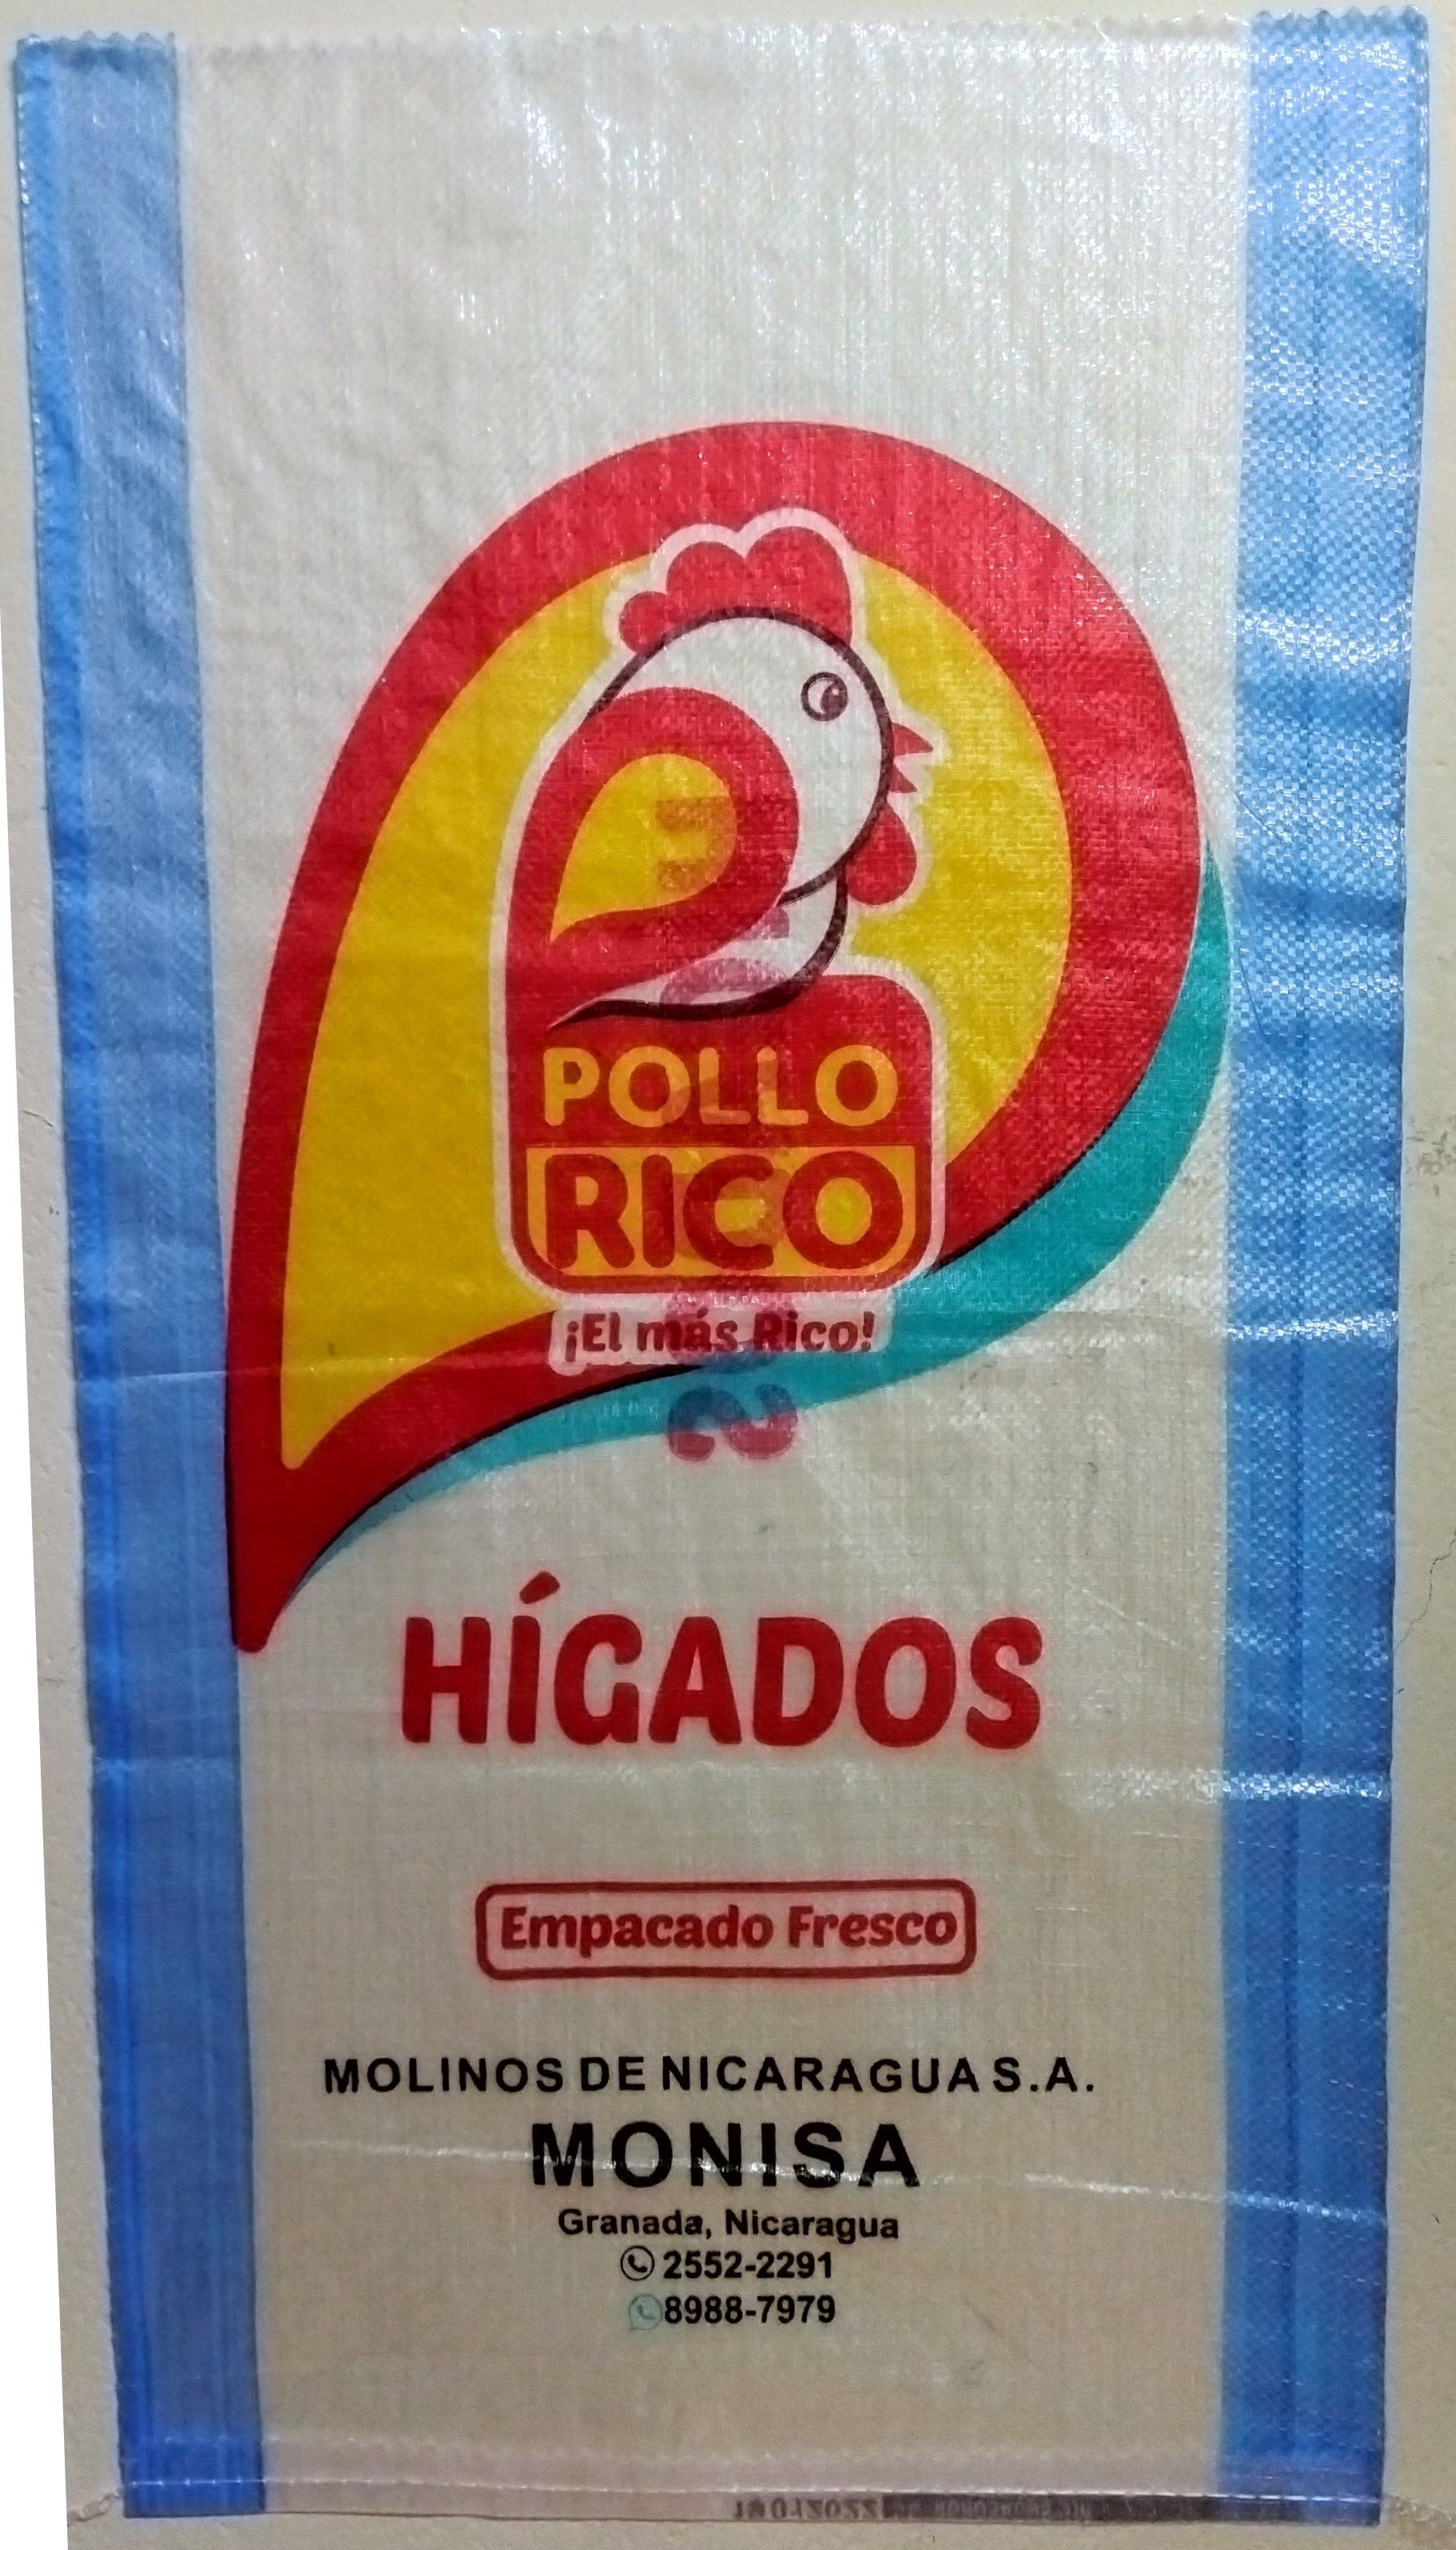 POLLO
RICO
¡El más Rico!
HÍGADOS
Empacado Fresco
MOLINOS DE NICARAGUA S.A.
MONISA
Granada, Nicaragua
2552-2291
8988-7979